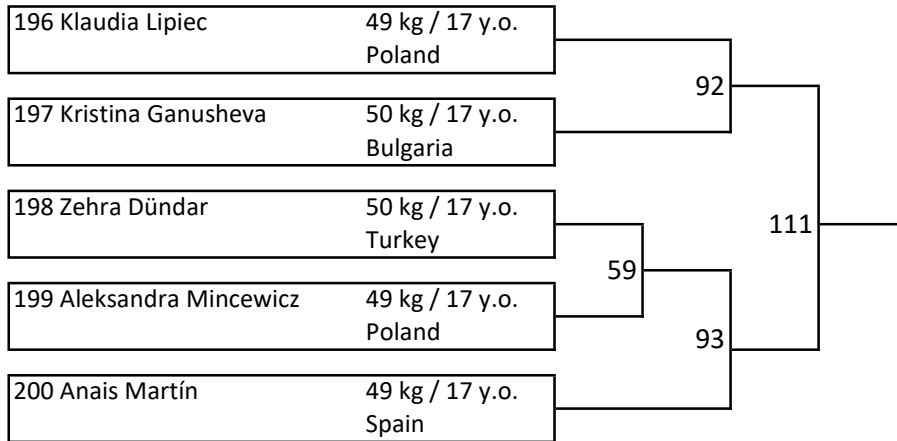 196 Klaudia Lipiec 49 kg / 17 y.o.
Poland
92
197 Kristina Ganusheva 50 kg / 17 y.o.
Bulgaria
198 Zehra Dündar 50 kg / 17 y.o.
Turkey
111
59
199 Aleksandra Mincewicz 49 kg / 17 y.o.
Poland
93
200 Anais Martín 49 kg / 17 y.o.
Spain